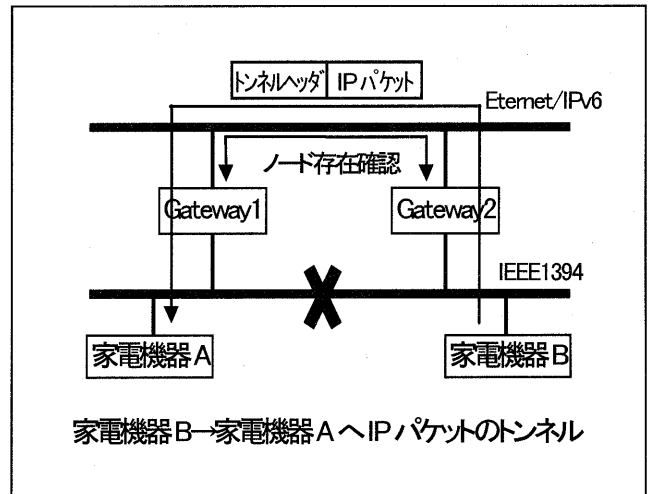 トンネルヘッダ IPパケット
Eternet/IPv6
ノード存在確認
Gateway1 Gateway2
IEEE1394
家電機器A 家電機器B
家電機器B→家電機器AへIPパケットのトンネル